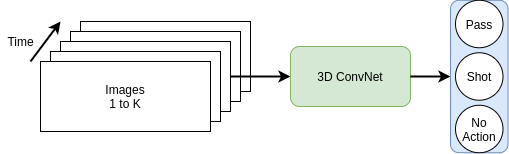 Time
Images
1 to K
3D ConvNet
Pass
Shot
No
Action